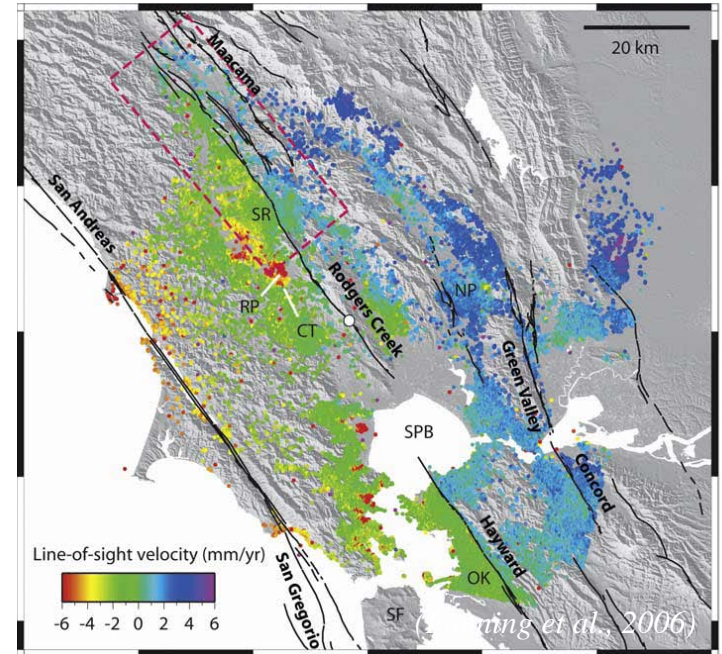 20 km
Maacama
San Andreas
SR
RP
CT
Rodgers Creek
NP
Green Valley
SPB
Concord
Hayward
OK
Line-of-sight velocity (mm/yr)
-6 -4 -2 0 2 4 6
San Gregorio
SF
et al., 2006)